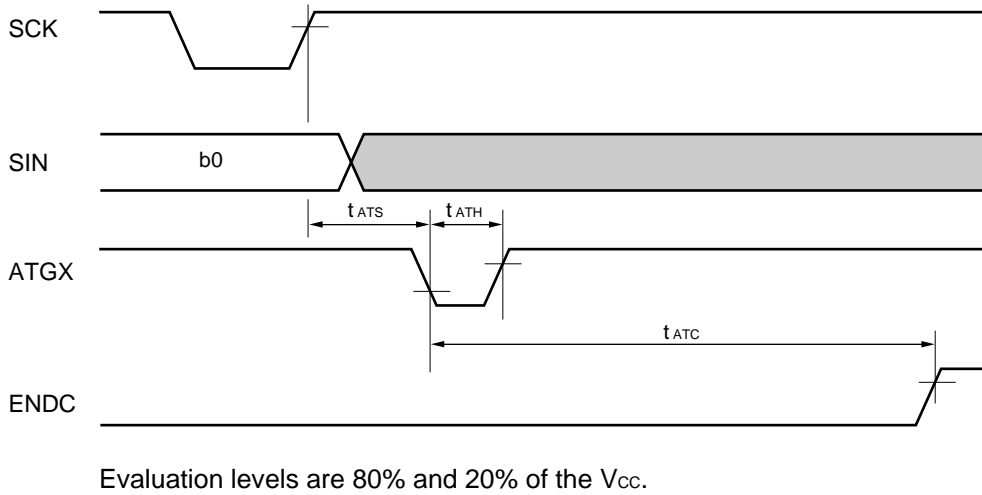 SCK
SIN
b0
t ATS
t ATH
ATGX
t ATC
ENDC
Evaluation levels are 80% and 20% of the Vcc.